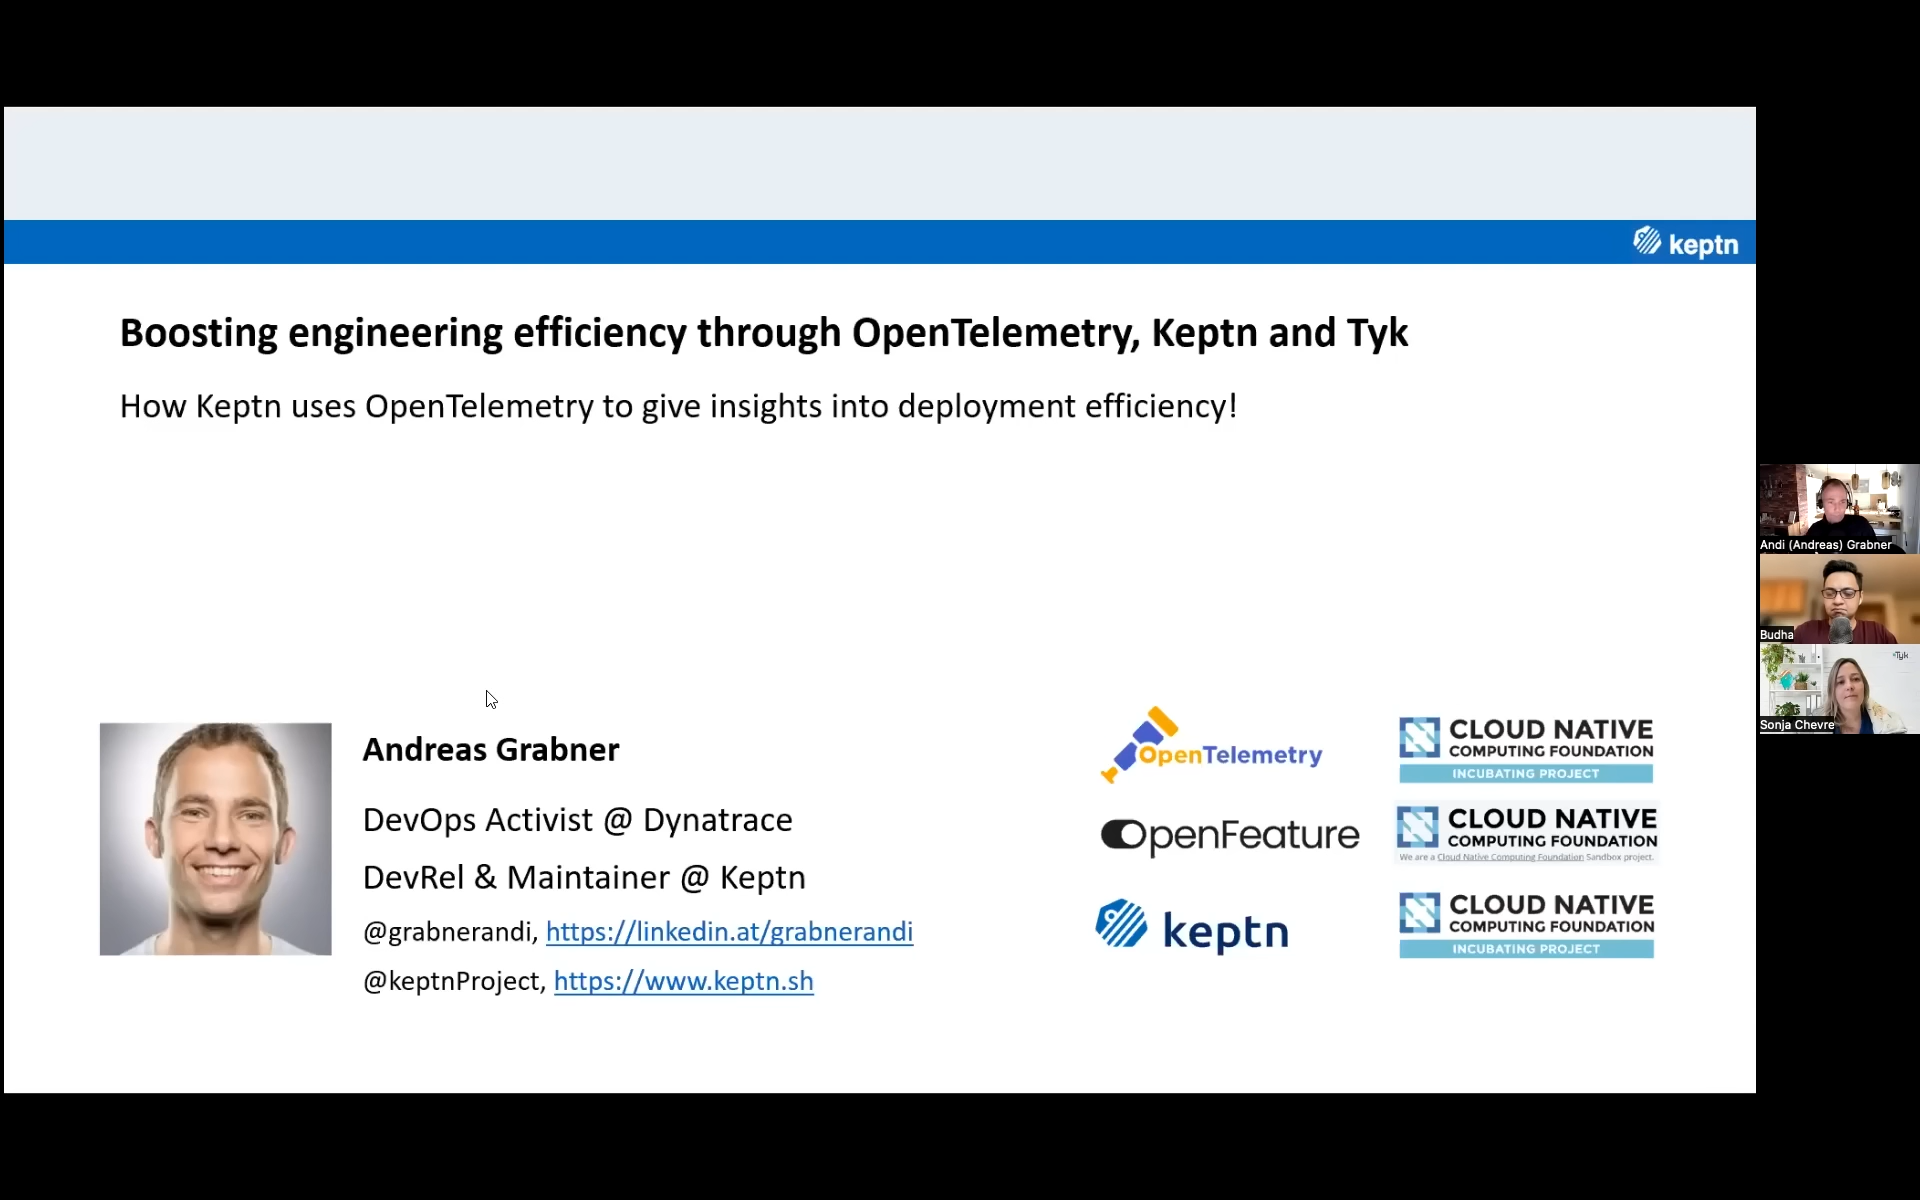 keptn
Boosting engineering efficiency through OpenTelemetry, Keptn and Tyk
How Keptn uses OpenTelemetry to give insights into deployment efficiency!
Andreas Grabner
DevOps Activist @ Dynatrace
DevRel & Maintainer @ Keptn
@grabnerandi, https://linkedin.at/grabnerandi
@keptnProject, https://www.keptn.sh
OpenTelemetry
CLOUD NATIVE
COMPUTING FOUNDATION
INCUBATING PROJECT
OpenFeature
CLOUD NATIVE
COMPUTING FOUNDATION
We are a Cloud Native Computing Foundation Sandbox project.
keptn
CLOUD NATIVE
COMPUTING FOUNDATION
INCUBATING PROJECT
Andi (Andreas) Grabner
Budha
Tyk
Sonja Chevre